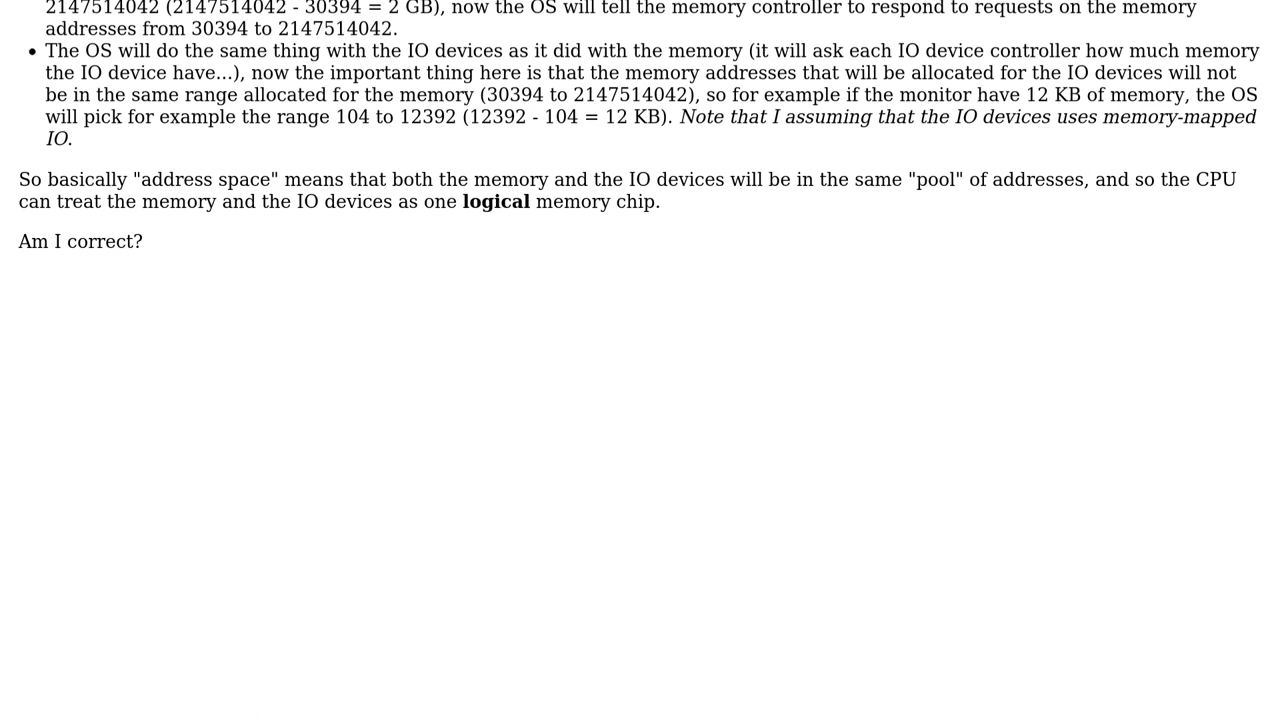 2147514042 (2147514042 - 30394 = 2 GB), now the OS will tell the memory controller to respond to requests on the memory
addresses from 30394 to 2147514042.
• The OS will do the same thing with the IO devices as it did with the memory (it will ask each IO device controller how much memory
the IO device have...), now the important thing here is that the memory addresses that will be allocated for the IO devices will not
be in the same range allocated for the memory (30394 to 2147514042), so for example if the monitor have 12 KB of memory, the OS
will pick for example the range 104 to 12392 (12392 - 104 = 12 KB). Note that I assuming that the IO devices uses memory-mapped
IO.
So basically "address space" means that both the memory and the IO devices will be in the same "pool" of addresses, and so the CPU
can treat the memory and the IO devices as one logical memory chip.
Am I correct?